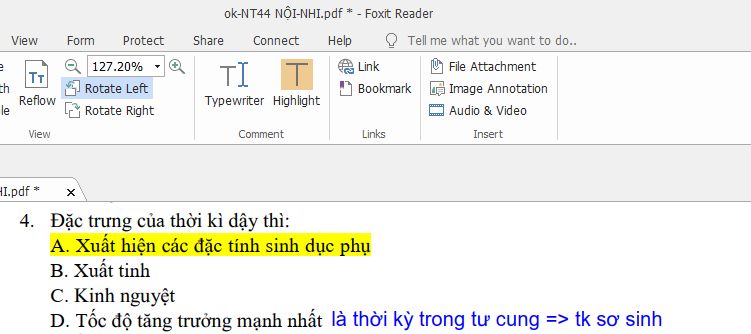 ok-NT44 NỘI-NHI.pdf * - Foxit Reader
View Form Protect Share Connect Help Tell me what you want to do..
127.20%
Rotate Left
Rotate Right
Reflow
View
Typewriter Highlight
Comment
Link
Bookmark
Links
File Attachment
Image Annotation
Audio & Video
Insert
HI.pdf * x
4. Đặc trưng của thời kì dậy thì:
A. Xuất hiện các đặc tính sinh dục phụ
B. Xuất tinh
C. Kinh nguyệt
D. Tốc độ tăng trưởng mạnh nhất là thời kỳ trong tư cung => tk sơ sinh